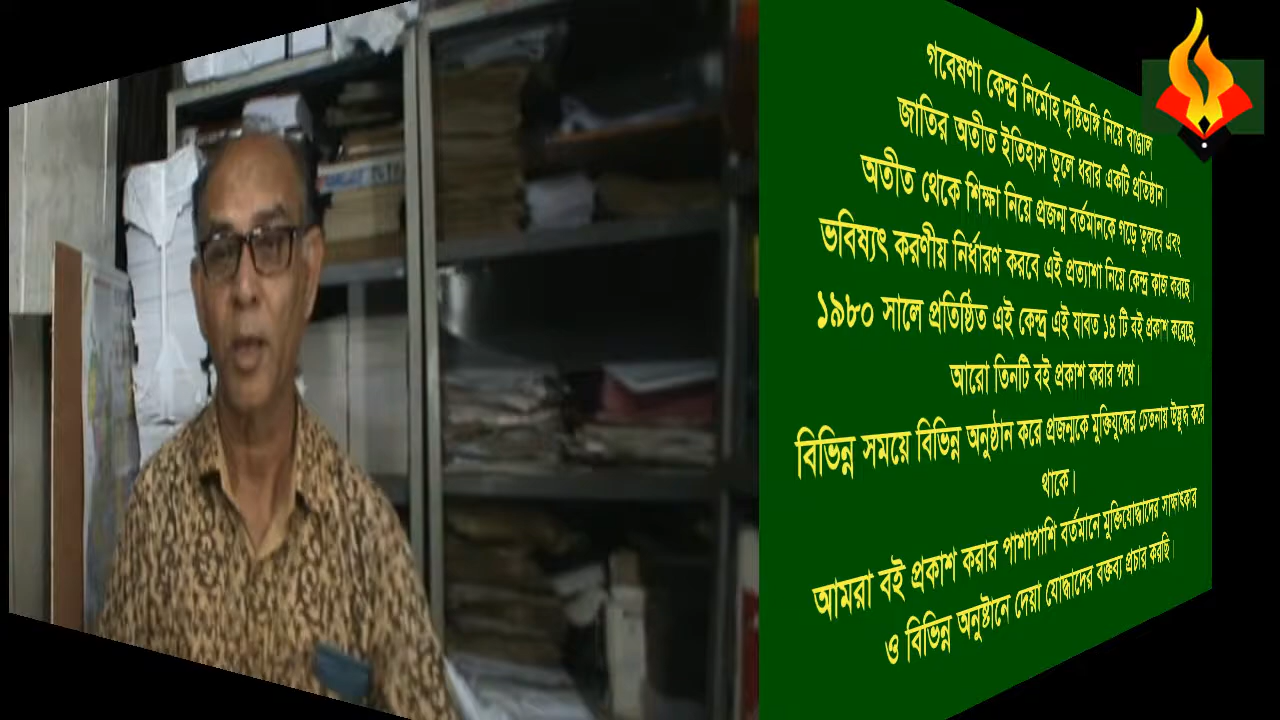 গবেষণা কেন্দ্র নির্মোহ দৃষ্টিভঙ্গি নিয়ে বাঙ্গাল
জাতির অতীত ইতিহাস তুলে ধরার একটি প্রতিষ্ঠান।
অতীত থেকে শিক্ষা নিয়ে প্রজন্ম বর্তমানকে গড়ে তুলবে এবং
ভবিষ্যৎ করণীয় নির্ধারণ করবে এই প্রত্যাশা নিয়ে কেন্দ্র কাজ করছে।
১৯৮০ সালে প্রতিষ্ঠিত এই কেন্দ্র এই যাবত ১৪ টি বই প্রকাশ করেছে,
আরো তিনটি বই প্রকাশ করার পথে।
বিভিন্ন সময়ে বিভিন্ন অনুষ্ঠান করে প্রজন্মকে মুক্তিযুদ্ধের চেতনায় উদ্বুদ্ধ করে
থাকে।
আমরা বই প্রকাশ করার পাশাপাশি বর্তমানে মুক্তিযোদ্ধাদের সাক্ষাৎকার
ও বিভিন্ন অনুষ্টানে দেয়া যোদ্ধাদের বক্তব্য প্রচার করছি।